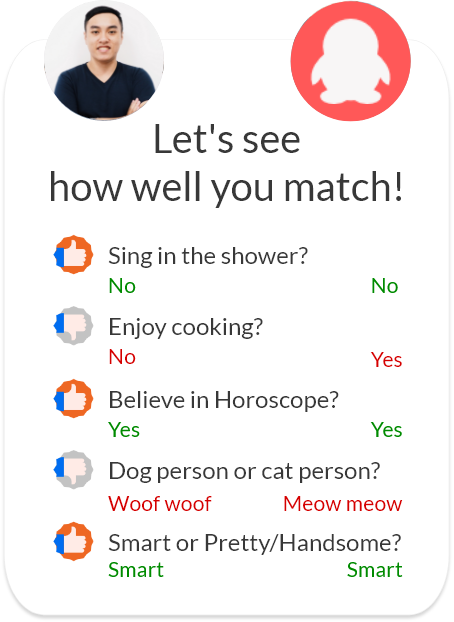 Let's see
how well you match!
Sing in the shower?
No No
Enjoy cooking?
No Yes
Believe in Horoscope?
Yes Yes
Dog person or cat person?
Woof woof Meow meow
Smart or Pretty/Handsome?
Smart Smart